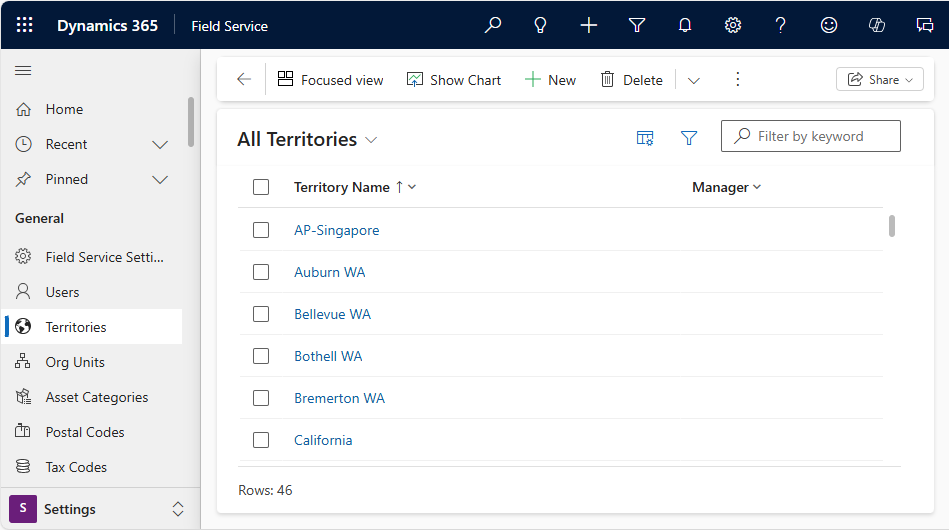 Dynamics 365 Field Service
Focused view Show Chart New Delete Share
Home
Recent
Pinned
General
Field Service Setti...
Users
Territories
Org Units
Asset Categories
Postal Codes
Tax Codes
S Settings
All Territories Filter by keyword
Territory Name ↑ Manager
AP-Singapore
Auburn WA
Bellevue WA
Bothell WA
Bremerton WA
California
Rows: 46